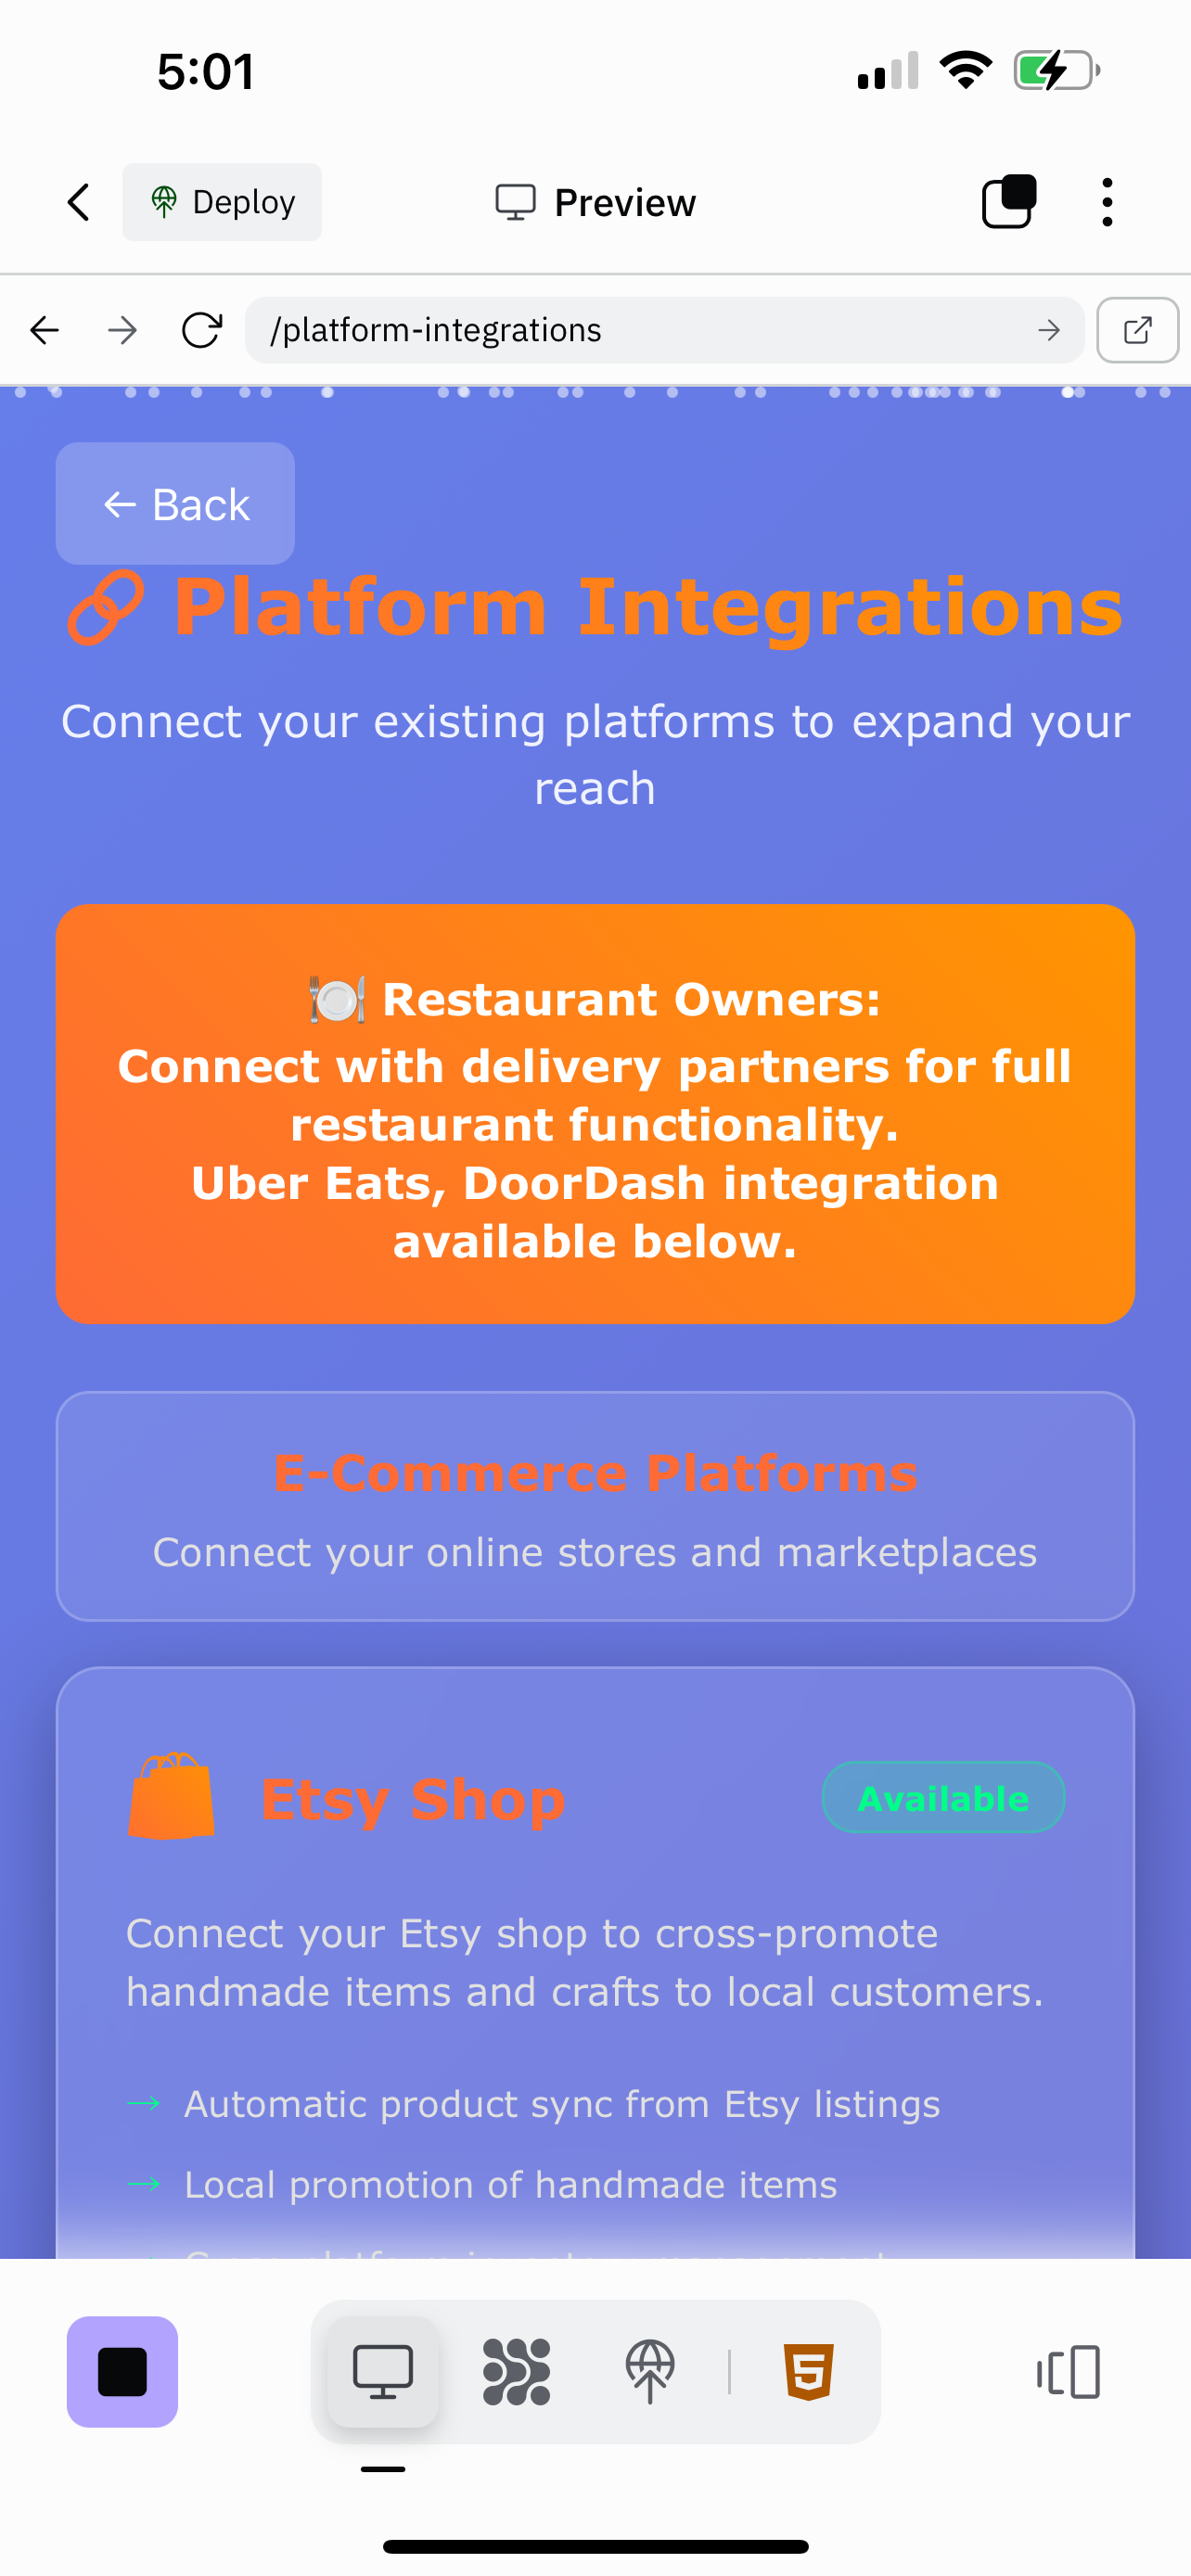 5:01
Deploy
Preview
/platform-integrations
← Back
Platform Integrations
Connect your existing platforms to expand your
reach
Restaurant Owners:
Connect with delivery partners for full
restaurant functionality.
Uber Eats, DoorDash integration
available below.
E-Commerce Platforms
Connect your online stores and marketplaces
Etsy Shop
Available
Connect your Etsy shop to cross-promote
handmade items and crafts to local customers.
→ Automatic product sync from Etsy listings
→ Local promotion of handmade items